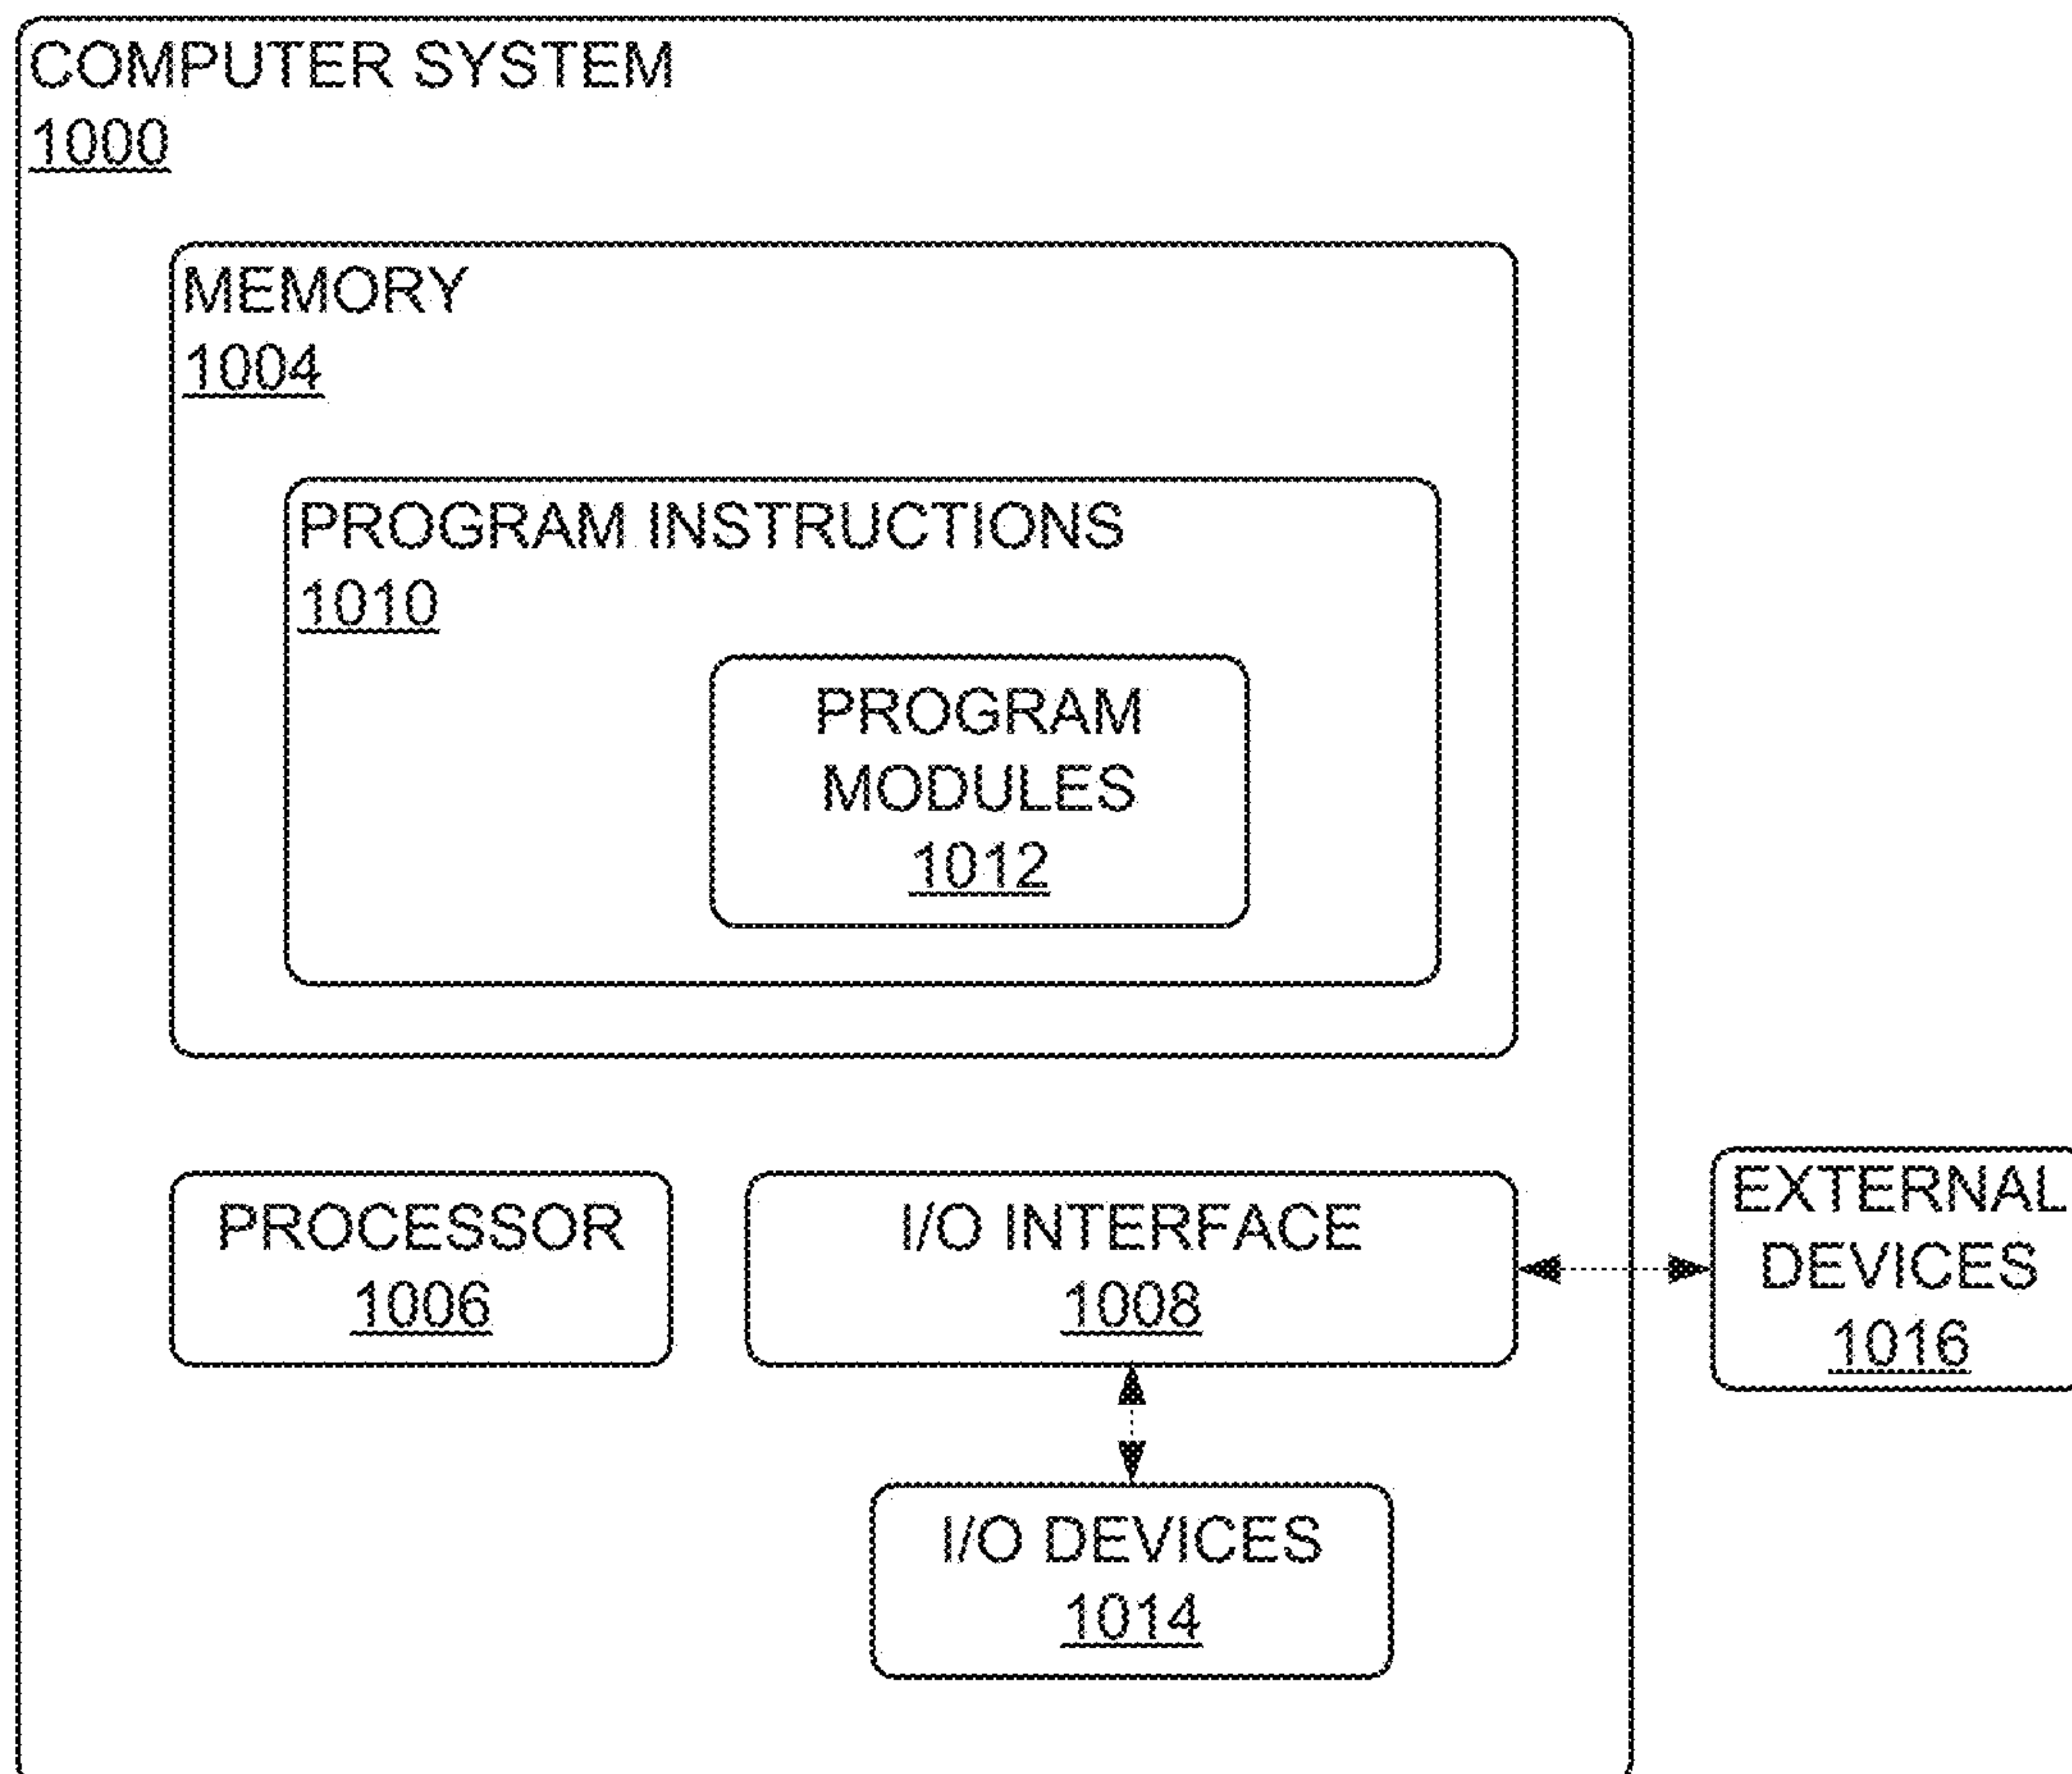 COMPUTER SYSTEM
1000
MEMORY
1004
PROGRAM INSTRUCTIONS
1010
PROGRAM
MODULES
1012
PROCESSOR
1006
I/O INTERFACE
1008
EXTERNAL
DEVICES
1016
I/O DEVICES
1014